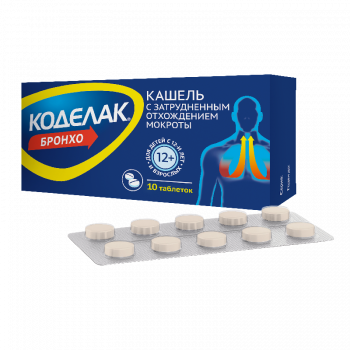 КОДЕЛАК®
БРОНХО
КАШЕЛЬ
С ЗАТРУДНЕННЫМ
ОТХОЖДЕНИЕМ
МОКРОТЫ
ДЛЯ ДЕТЕЙ С 12-И ЛЕТ
12+
И ВЗРОСЛЫХ
10 таблеток